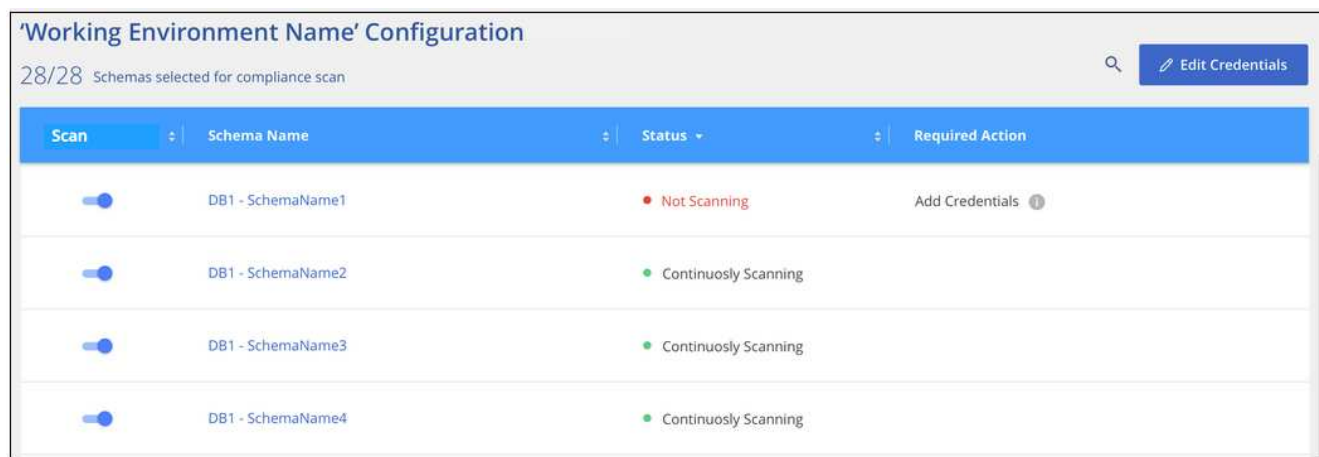 'Working Environment Name' Configuration
28/28 Schemas selected for compliance scan
Edit Credentials
Scan Schema Name Status Required Action
DB1 - SchemaName1 Not Scanning Add Credentials
DB1 - SchemaName2 Continuosly Scanning
DB1 - SchemaName3 Continuosly Scanning
DB1 - SchemaName4 Continuosly Scanning